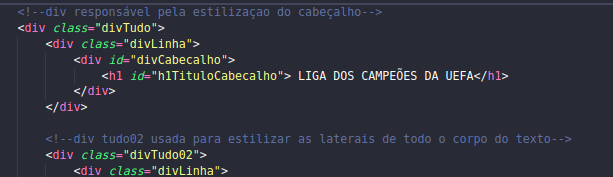 <!--div responsável pela estilizaçao do cabeçalho-->
<div class="divTudo">
<div class="divLinha">
<div id="divCabecalho">
<h1 id="h1TituloCabecalho"> LIGA DOS CAMPEÕES DA UEFA</h1>
</div>
</div>
<!--div tudo02 usada para estilizar as laterais de todo o corpo do texto-->
<div class="divTudo02">
<div class="divLinha">